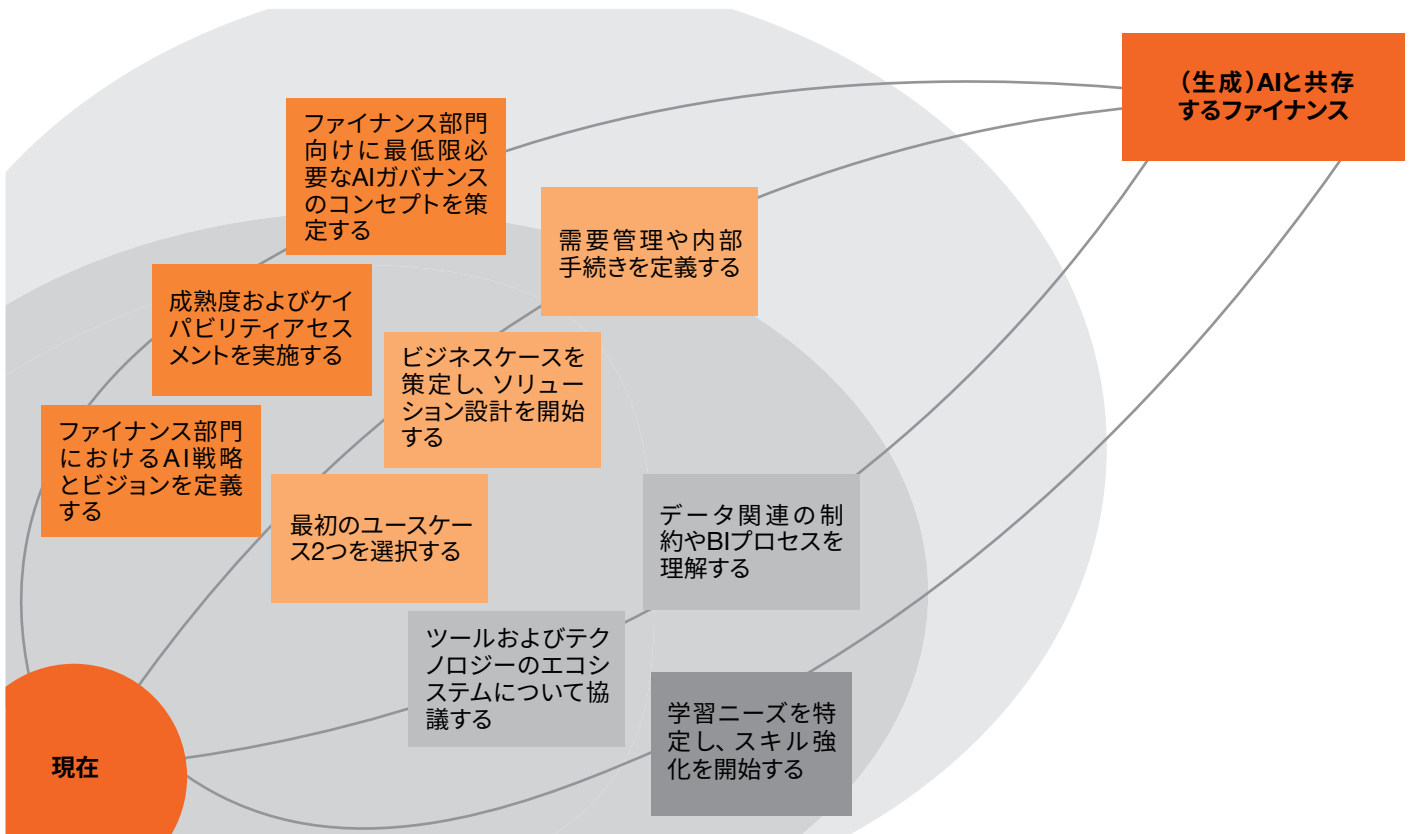 （生成）AIと共存
するファイナンス
ファイナンス部門
向けに最低限必
要なAIガバナンス
のコンセプトを策
定する
需要管理や内部
手続きを定義する
成熟度およびケイ
パビリティアセス
メントを実施する
ビジネスケースを
策定し、ソリュー
ション設計を開始
する
ファイナンス部門
におけるAI戦略
とビジョンを定義
する
最初のユースケー
ス2つを選択する
データ関連の制
約やBIプロセスを
理解する
ツールおよびテク
ノロジーのエコシ
ステムについて協
議する
学習ニーズを特
定し、スキル強
化を開始する
現在